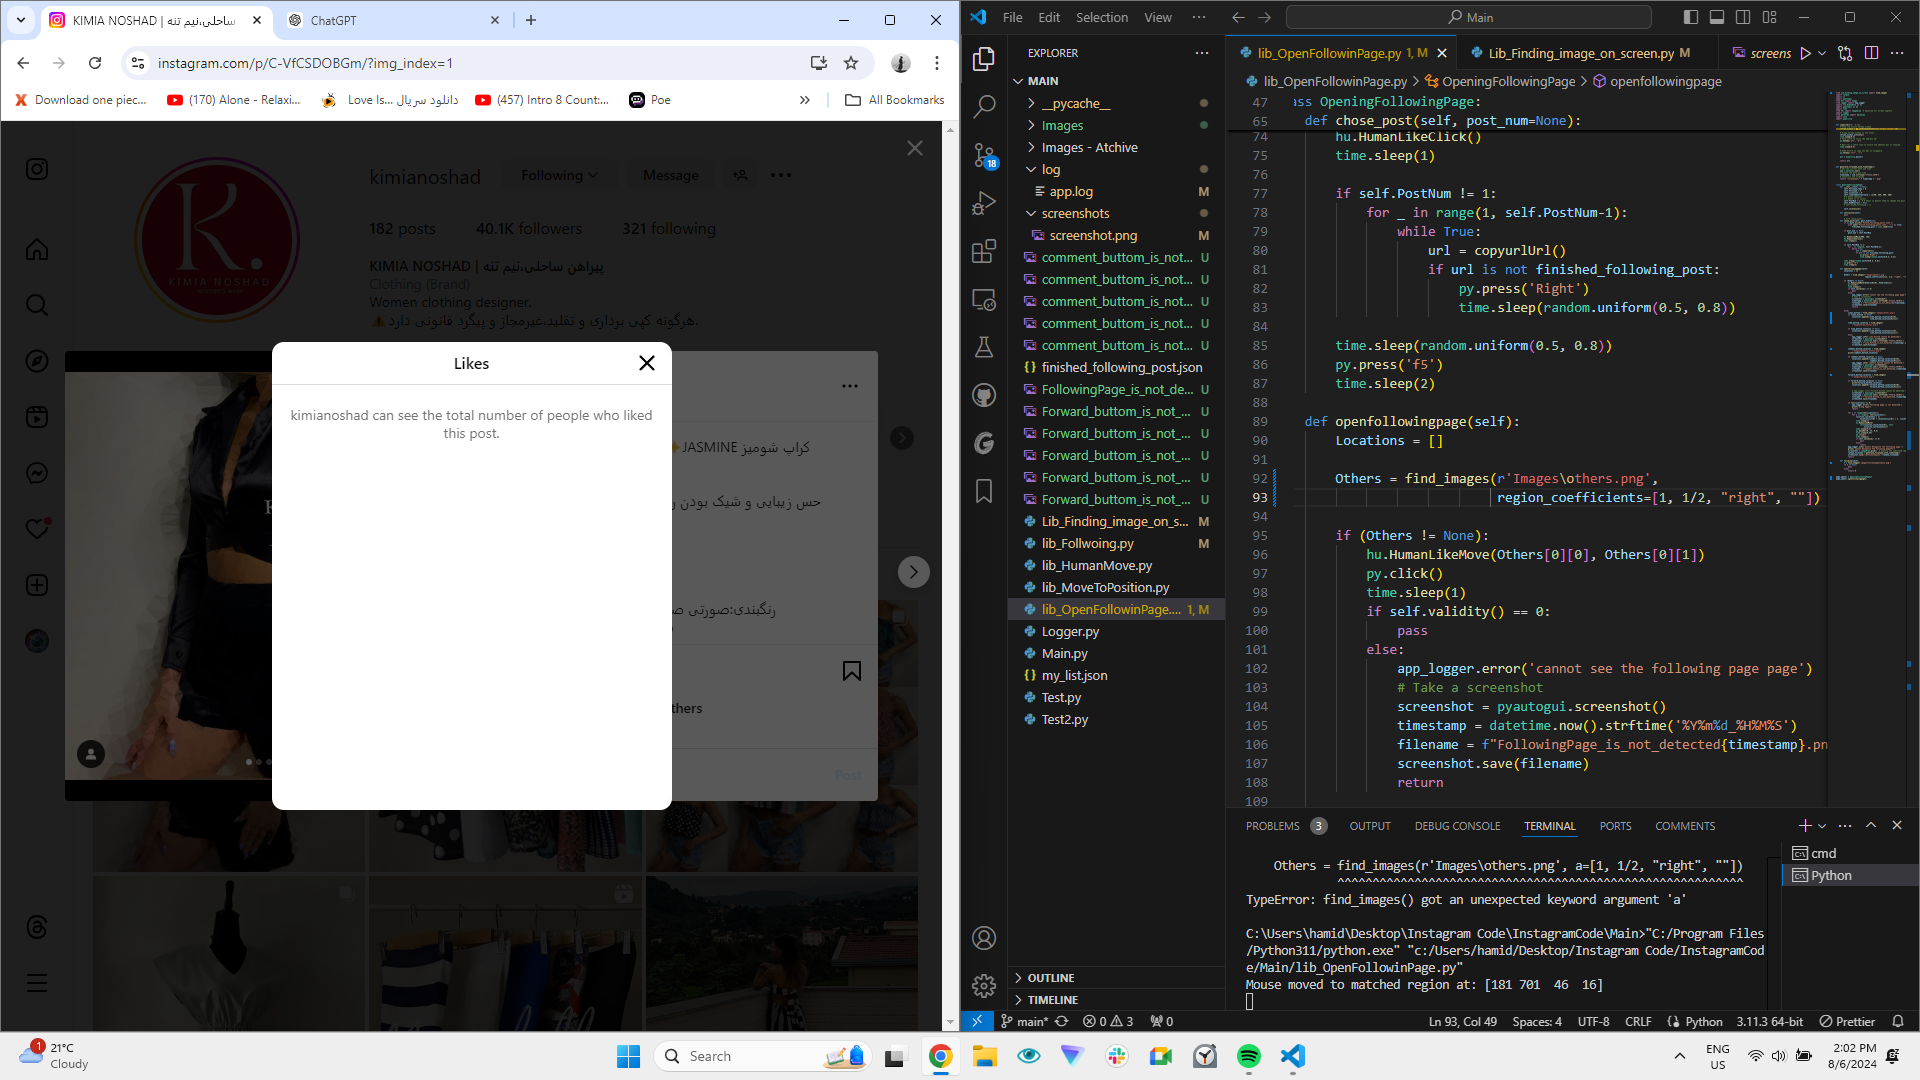 KIMIA NOSHAD | ساحلی،نیم تنه
ChatGPT
instagram.com/p/C-VfCSDOBGm/?img_index=1
Download one piec...
(170) Alone - Relaxi...
دانلود سریال ...Love Is
(457) Intro 8 Count:...
Poe
All Bookmarks
kimianoshad
Following
Message
182 posts
40.1K followers
321 following
KIMIA NOSHAD | پیراهن ساحلی،نیم تنه
Clothing (Brand)
Women clothing designer.
هرگونه کپی برداری و تقلید،غیرمجاز و پیگرد قانونی دارد.
K.
KIMIA NOSHAD
Likes
kimianoshad can see the total number of people who liked
this post.
JASMINE کراپ شومیز
حس زیبایی و شیک بودن ر
رنگبندی:صورتی ص
thers
Post
File
Edit
Selection
View
Main
EXPLORER
MAIN
__pycache__
Images
Images - Atchive
log
app.log M
screenshots
screenshot.png M
comment_buttom_is_not... U
comment_buttom_is_not... U
comment_buttom_is_not... U
comment_buttom_is_not... U
comment_buttom_is_not... U
{} finished_following_post.json
FollowingPage_is_not_de... U
Forward_buttom_is_not_... U
Forward_buttom_is_not_... U
Forward_buttom_is_not_... U
Forward_buttom_is_not_... U
Forward_buttom_is_not_... U
Lib_Finding_image_on_s... M
lib_Follwoing.py M
lib_HumanMove.py
lib_MoveToPosition.py
lib_OpenFollowinPage.... 1, M
Logger.py
Main.py
{} my_list.json
Test.py
Test2.py
OUTLINE
TIMELINE
18
lib_OpenFollowinPage.py 1, M
Lib_Finding_image_on_screen.py M
screens
lib_OpenFollowinPage.py > OpeningFollowingPage > openfollowingpage
47 ass OpeningFollowingPage:
65 def chose_post(self, post_num=None):
74 hu.HumanLikeClick()
75 time.sleep(1)
76
77 if self.PostNum != 1:
78 for _ in range(1, self.PostNum-1):
79 while True:
80 url = copyurlUrl()
81 if url is not finished_following_post:
82 py.press('Right')
83 time.sleep(random.uniform(0.5, 0.8))
84
85 time.sleep(random.uniform(0.5, 0.8))
86 py.press('f5')
87 time.sleep(2)
88
89 def openfollowingpage(self):
90 Locations = []
91
92 Others = find_images(r'Images\others.png',
93 region_coefficients=[1, 1/2, "right", ""])
94
95 if (Others != None):
96 hu.HumanLikeMove(Others[0][0], Others[0][1])
97 py.click()
98 time.sleep(1)
99 if self.validity() == 0:
100 pass
101 else:
102 app_logger.error('cannot see the following page page')
103 # Take a screenshot
104 screenshot = pyautogui.screenshot()
105 timestamp = datetime.now().strftime('%Y%m%d_%H%M%S')
106 filename = f"FollowingPage_is_not_detected{timestamp}.pn
107 screenshot.save(filename)
108 return
109
PROBLEMS 3
OUTPUT
DEBUG CONSOLE
TERMINAL
PORTS
COMMENTS
cmd
Python
Others = find_images(r'Images\others.png', a=[1, 1/2, "right", ""])
^^^^^^^^^^^^^^^^^^^^^^^^^^^^^^^^^^^^^^^^^^^^^^^^^^^^^^^^^^
TypeError: find_images() got an unexpected keyword argument 'a'
C:\Users\hamid\Desktop\Instagram Code\InstagramCode\Main>"C:/Program Files
/Python311/python.exe" "c:/Users/hamid/Desktop/Instagram Code/InstagramCod
e/Main/lib_OpenFollowinPage.py"
Mouse moved to matched region at: [181 701 46 16]
main*
0
3
0
Ln 93, Col 49
Spaces: 4
UTF-8
CRLF
Python
3.11.3 64-bit
Prettier
1
21°C
Cloudy
Search
ENG
US
2:02 PM
8/6/2024